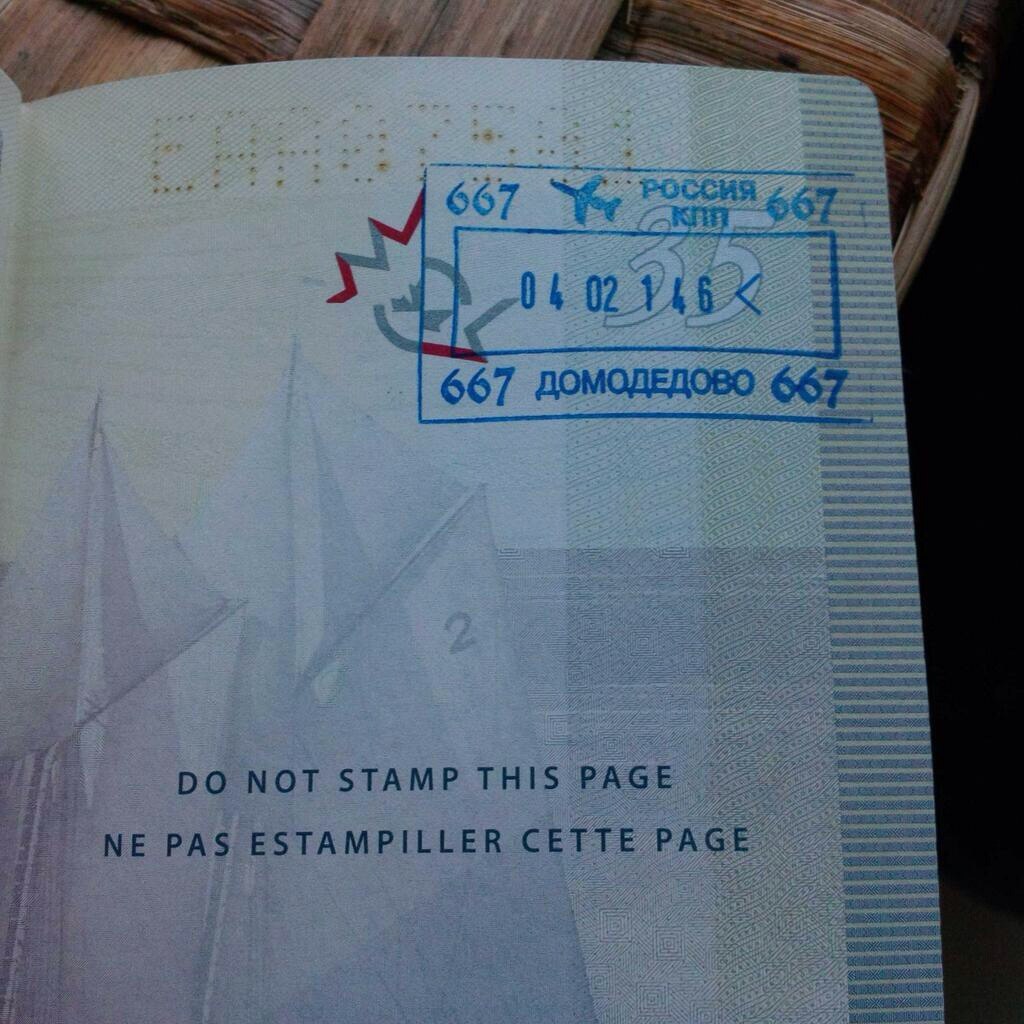 667 РОССИЯ 667
КПП
35
04 02 14 6 <
667 ДОМОДЕДОВО 667
2
DO NOT STAMP THIS PAGE
NE PAS ESTAMPILLER CETTE PAGE